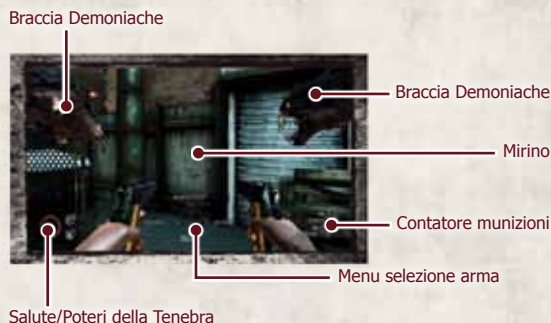 Braccia Demoniache
Braccia Demoniache
Mirino
Contatore munizioni
Menu selezione arma
Salute/Poteri della Tenebra